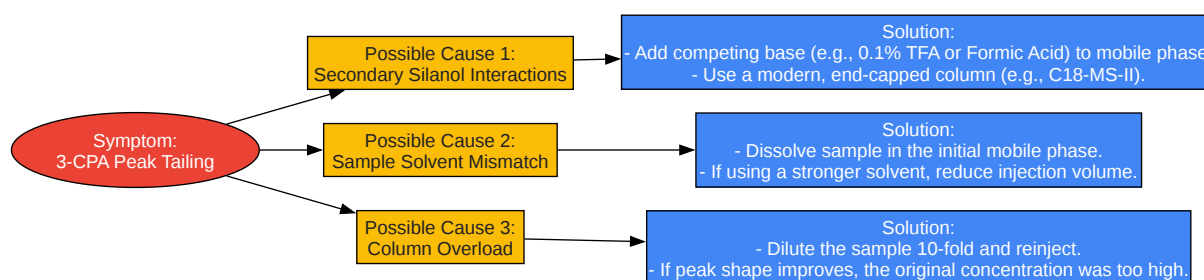 Symptom:
3-CPA Peak Tailing
Possible Cause 1:
Secondary Silanol Interactions
Solution:
- Add competing base (e.g., 0.1% TFA or Formic Acid) to mobile phase.
- Use a modern, end-capped column (e.g., C18-MS-II).
Possible Cause 2:
Sample Solvent Mismatch
Solution:
- Dissolve sample in the initial mobile phase.
- If using a stronger solvent, reduce injection volume.
Possible Cause 3:
Column Overload
Solution:
- Dilute the sample 10-fold and reinject.
- If peak shape improves, the original concentration was too high.